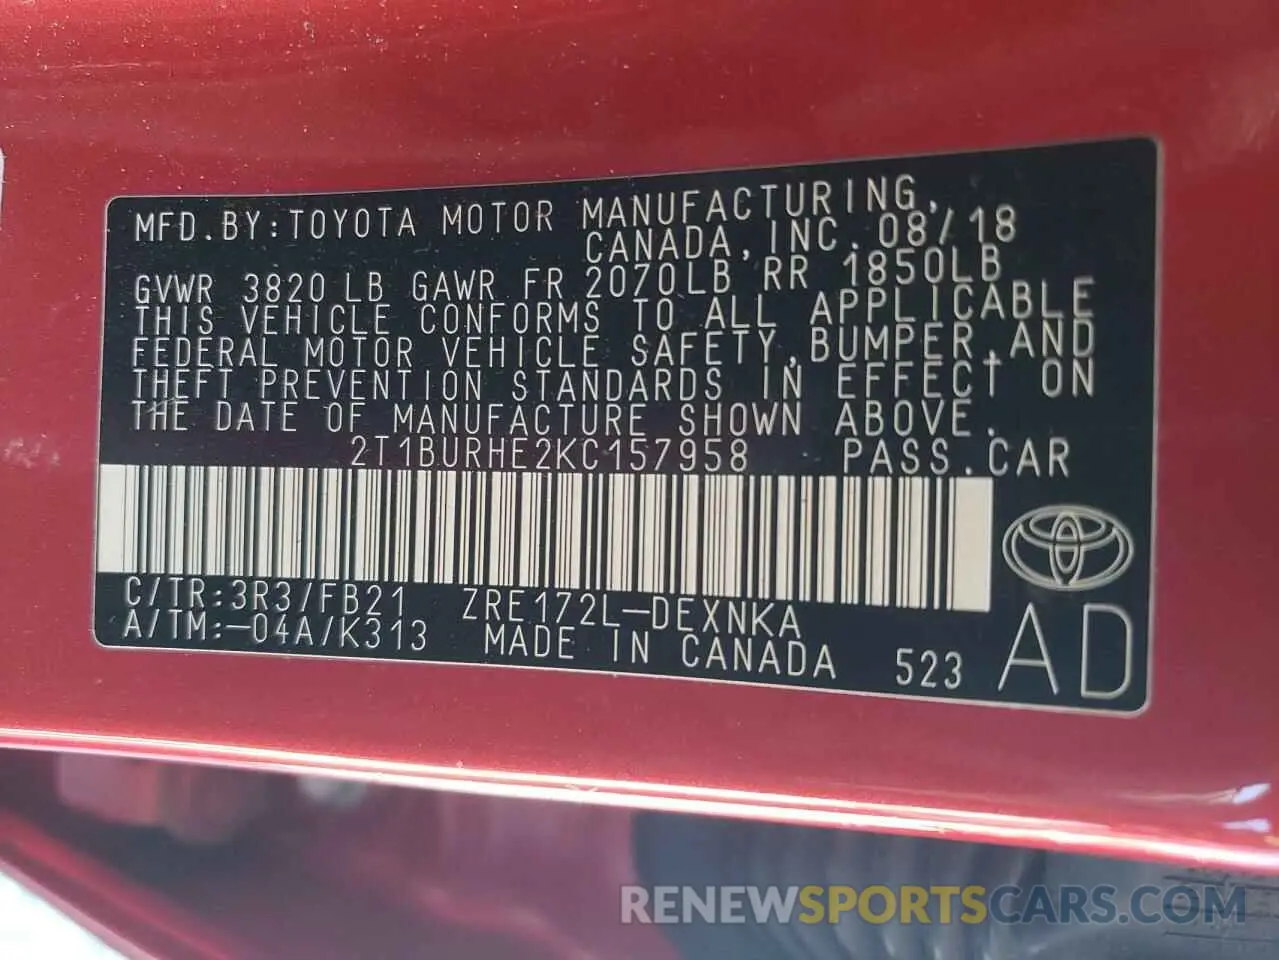 MFD.BY:TOYOTA MOTOR MANUFACTURING,
CANADA,INC. 08/18
GVWR 3820 LB GAWR FR 2070LB RR 1850LB
THIS VEHICLE CONFORMS TO ALL APPLICABLE
FEDERAL MOTOR VEHICLE SAFETY,BUMPER,AND
THEFT PREVENTION STANDARDS IN EFFECT ON
THE DATE OF MANUFACTURE SHOWN ABOVE.
2T1BURHE2KC157958 PASS.CAR
C/TR:3R3/FB21 ZRE172L-DEXNKA
A/TM:-04A/K313 MADE IN CANADA 523 AD
RENEWSPORTSCARS.COM